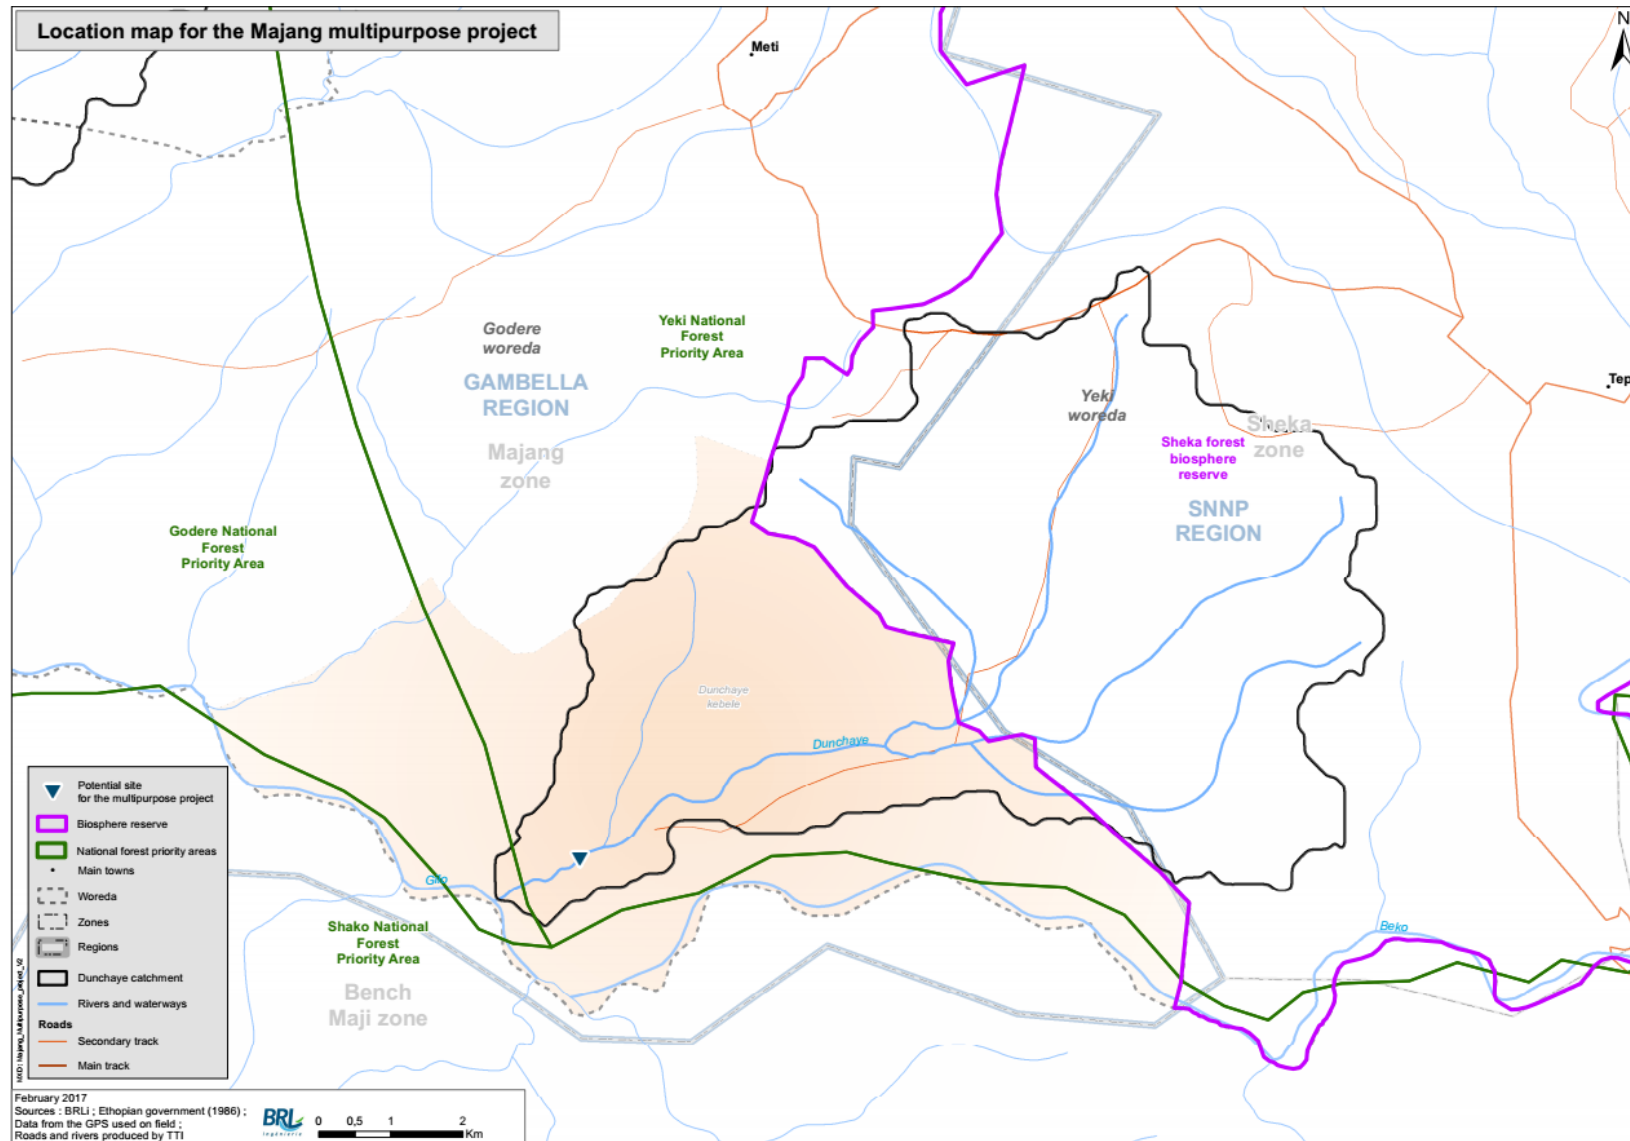 Location map for the Majang multipurpose project
N
Meti
Godere
woreda
Yeki National
Forest
Priority Area
GAMBELLA
REGION
Majang
zone
Yeki
woreda
Tep
Sheka
zone
Sheka forest
biosphere
reserve
SNNP
REGION
Godere National
Forest
Priority Area
Dunchaye
kebele
Dunchaye
Gilo
Shako National
Forest
Priority Area
Bench
Maji zone
Beko
Potential site
for the multipurpose project
Biosphere reserve
National forest priority areas
Main towns
Woreda
Zones
Regions
Dunchaye catchment
Rivers and waterways
Roads
Secondary track
Main track
February 2017
Sources : BRLi ; Ethopian government (1986) ;
Data from the GPS used on field ;
Roads and rivers produced by TTI
BRL
Ingénierie
0 0,5 1 2
Km